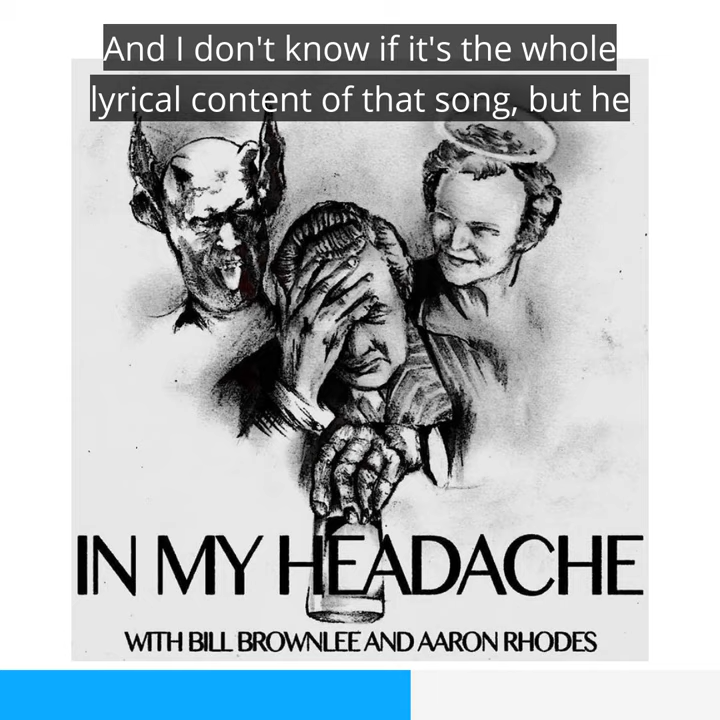 And I don't know if it's the whole
lyrical content of that song, but he
IN MY HEADACHE
WITH BILL BROWNLEE AND AARON RHODES